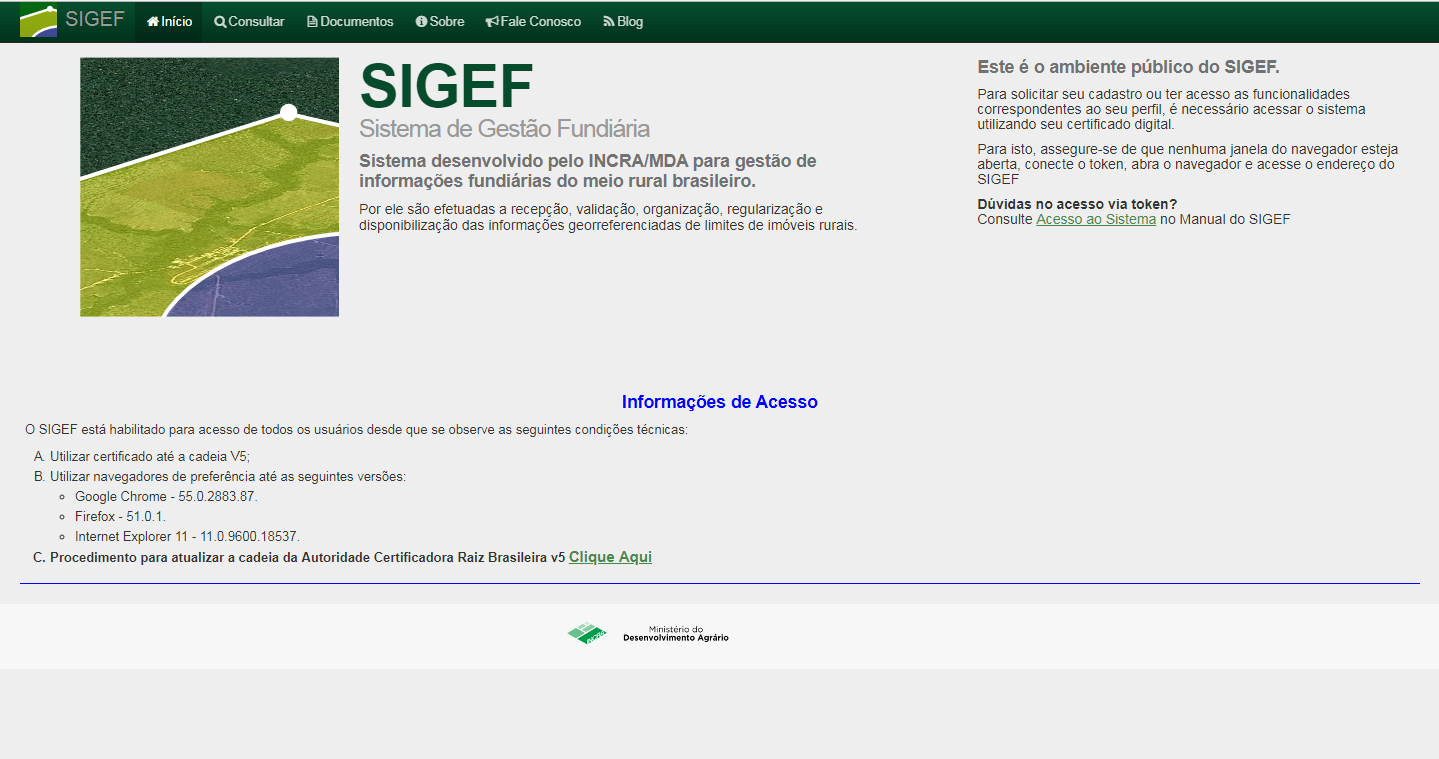 SIGEF Início Consultar Documentos Sobre Fale Conosco Blog
SIGEF
Sistema de Gestão Fundiária
Sistema desenvolvido pelo INCRA/MDA para gestão de
informações fundiárias do meio rural brasileiro.
Por ele são efetuadas a recepção, validação, organização, regularização e
disponibilização das informações georreferenciadas de limites de imóveis rurais.
Este é o ambiente público do SIGEF.
Para solicitar seu cadastro ou ter acesso as funcionalidades
correspondentes ao seu perfil, é necessário acessar o sistema
utilizando seu certificado digital.
Para isto, assegure-se de que nenhuma janela do navegador esteja
aberta, conecte o token, abra o navegador e acesse o endereço do
SIGEF
Dúvidas no acesso via token?
Consulte Acesso ao Sistema no Manual do SIGEF
Informações de Acesso
O SIGEF está habilitado para acesso de todos os usuários desde que se observe as seguintes condições técnicas:
A. Utilizar certificado até a cadeia V5;
B. Utilizar navegadores de preferência até as seguintes versões:
Google Chrome - 55.0.2883.87.
Firefox - 51.0.1.
Internet Explorer 11 - 11.0.9600.18537.
C. Procedimento para atualizar a cadeia da Autoridade Certificadora Raiz Brasileira v5 Clique Aqui
INCRA
Ministério do
Desenvolvimento Agrário